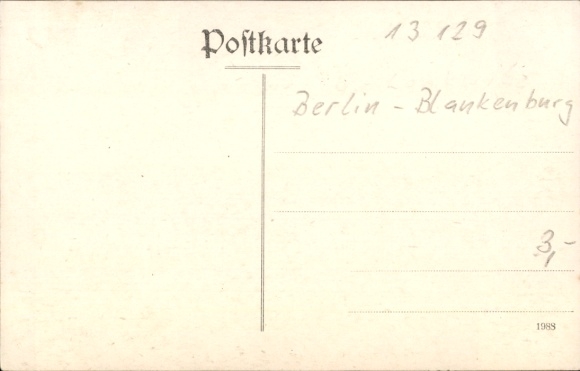 Postkarte
13 129
Berlin - Blankenburg
3,-
1988